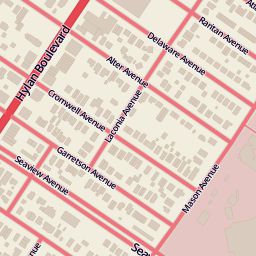 Hylan Boulevard
Raritan Avenue
Delaware Avenue
Alter Avenue
Laconia Avenue
Cromwell Avenue
Garretson Avenue
Seaview Avenue
Mason Avenue